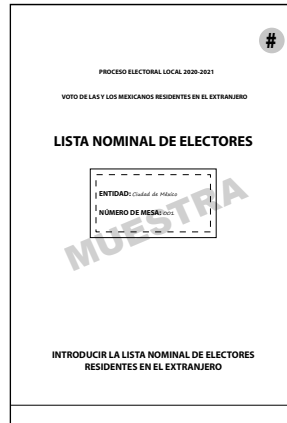 #
PROCESO ELECTORAL LOCAL 2020-2021
VOTO DE LAS Y LOS MEXICANOS RESIDENTES EN EL EXTRANJERO
LISTA NOMINAL DE ELECTORES
ENTIDAD: Ciudad de México
NÚMERO DE MESA: 001
MUESTRA
INTRODUCIR LA LISTA NOMINAL DE ELECTORES
RESIDENTES EN EL EXTRANJERO